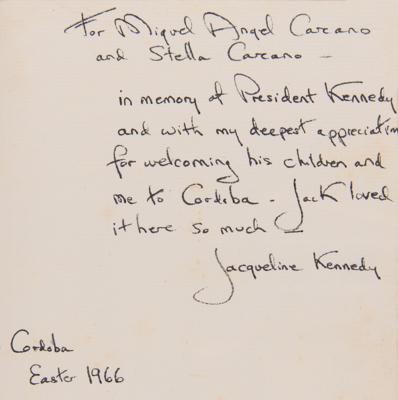 For Miguel Angel Carcano
and Stella Carcano —
in memory of President Kennedy
and with my deepest appreciation
for welcoming his children and
me to Cordoba - Jack loved
it here so much —
Jacqueline Kennedy
Cordoba
Easter 1966